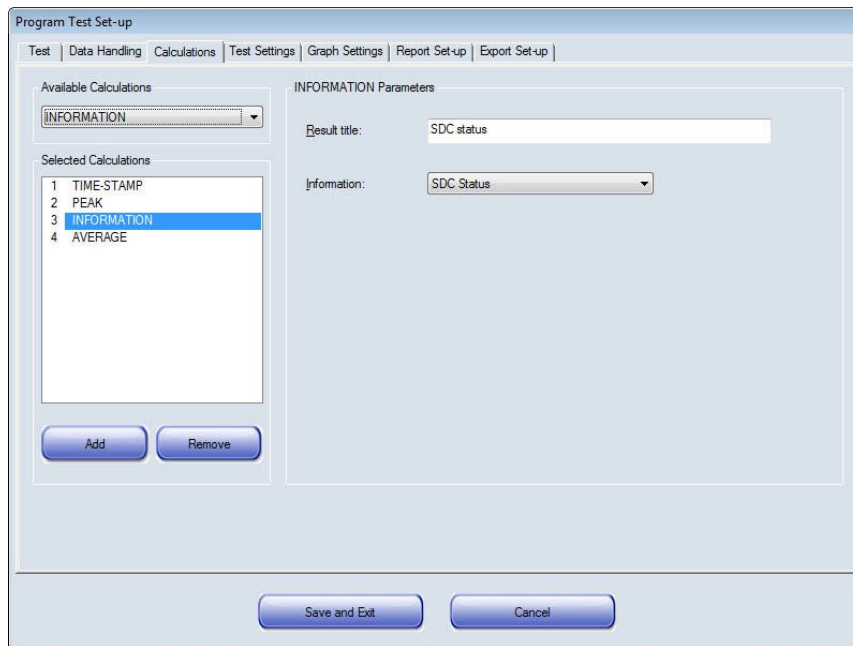 Program Test Set-up
Test Data Handling Calculations Test Settings Graph Settings Report Set-up Export Set-up
Available Calculations
INFORMATION
Selected Calculations
1 TIME-STAMP
2 PEAK
3 INFORMATION
4 AVERAGE
Add Remove
INFORMATION Parameters
Result title: SDC status
Information: SDC Status
Save and Exit Cancel